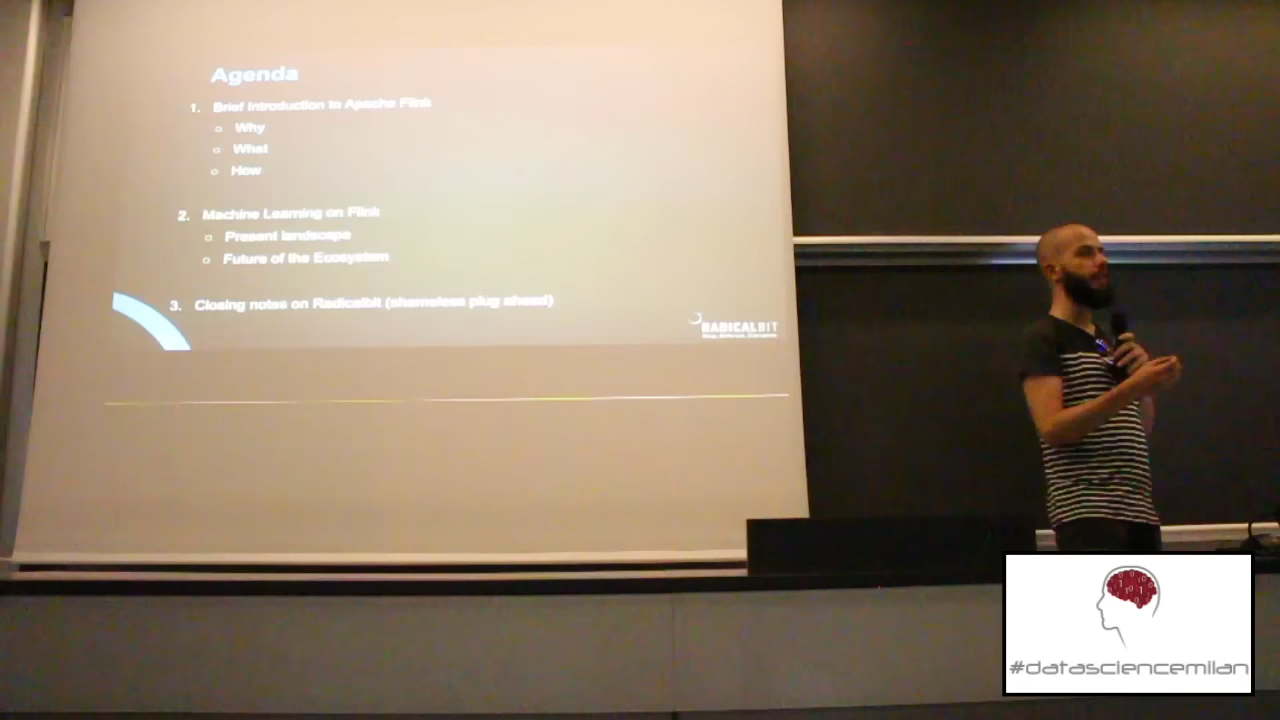 Agenda
1. Brief Introduction to Apache Flink
o Why
o What
o How
2. Machine Learning on Flink
o Present landscape
o Future of the Ecosystem
3. Closing notes on Radicalbit (shameless plug ahead)
RADICALBIT
#datasciencemilan